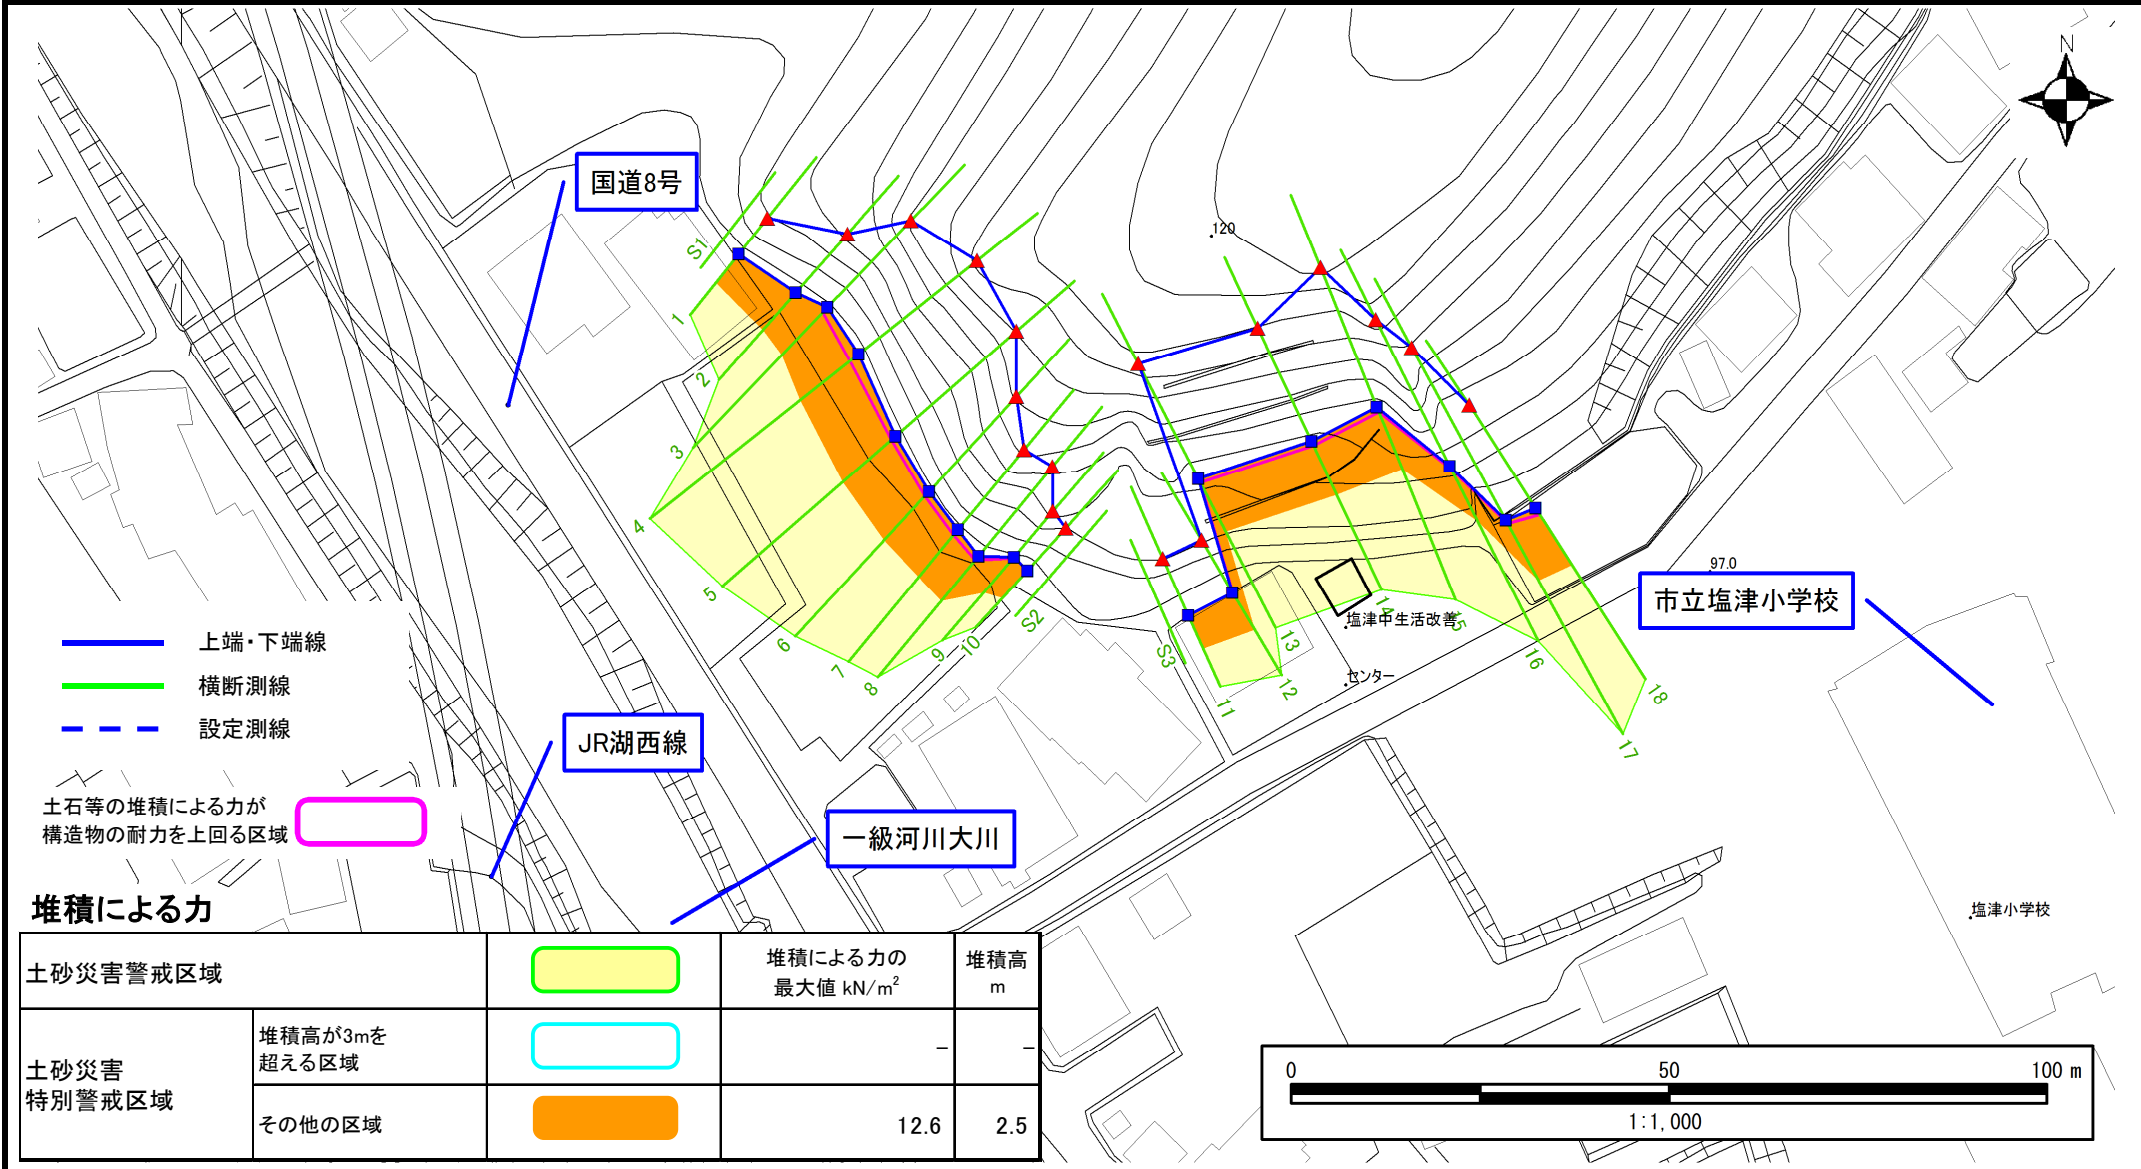 N
国道8号
S1
120
1
2
3
4
5
6
7
8
9
10
S2
S3
11
12
13
14
15
16
17
18
97.0
市立塩津小学校
塩津中生活改善
センター
上端・下端線
横断測線
設定測線
JR湖西線
土石等の堆積による力が
構造物の耐力を上回る区域
一級河川大川
塩津小学校
堆積による力
土砂災害警戒区域
堆積による力の
最大値 kN/m²
堆積高
m
土砂災害
特別警戒区域
堆積高が3mを
超える区域
−
−
その他の区域
12.6
2.5
0
50
100 m
1:1,000